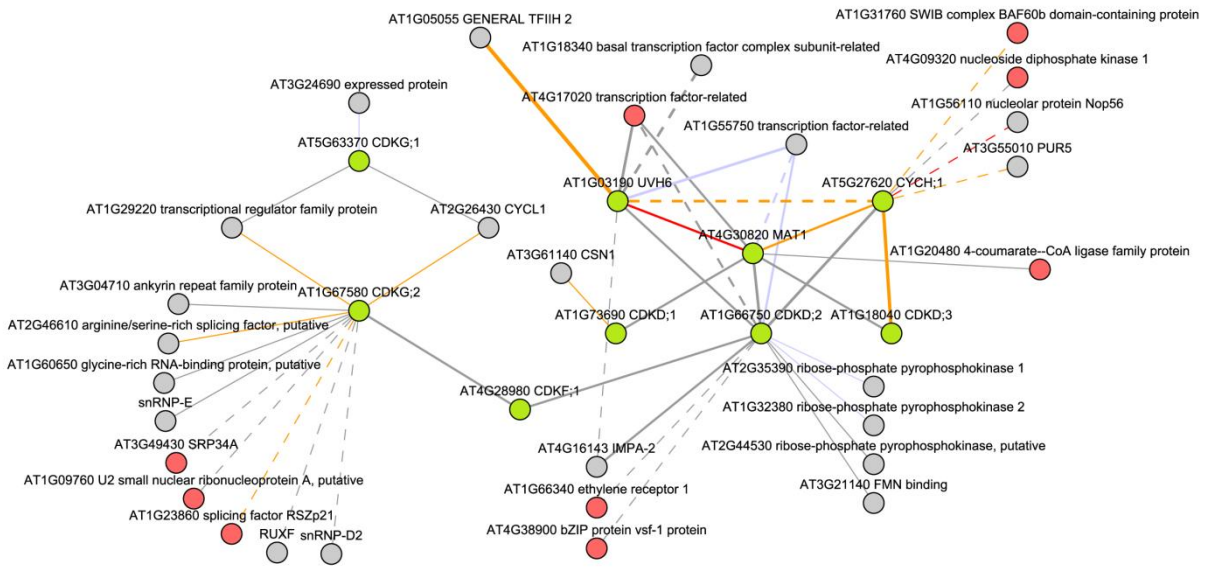 AT1G05055 GENERAL TFIIH 2
AT1G31760 SWIB complex BAF60b domain-containing protein
AT1G18340 basal transcription factor complex subunit-related
AT4G09320 nucleoside diphosphate kinase 1
AT3G24690 expressed protein
AT4G17020 transcription factor-related
AT1G56110 nucleolar protein Nop56
AT1G55750 transcription factor-related
AT5G63370 CDKG;1
AT3G55010 PUR5
AT1G03190 UVH6
AT5G27620 CYCH;1
AT1G29220 transcriptional regulator family protein
AT2G26430 CYCL1
AT4G30820 MAT1
AT1G20480 4-coumarate--CoA ligase family protein
AT3G61140 CSN1
AT3G04710 ankyrin repeat family protein
AT1G67580 CDKG;2
AT1G73690 CDKD;1
AT1G66750 CDKD;2
AT1G18040 CDKD;3
AT2G46610 arginine/serine-rich splicing factor, putative
AT1G60650 glycine-rich RNA-binding protein, putative
AT2G35390 ribose-phosphate pyrophosphokinase 1
AT4G28980 CDKF;1
snRNP-E
AT1G32380 ribose-phosphate pyrophosphokinase 2
AT3G49430 SRP34A
AT4G16143 IMPA-2
AT2G44530 ribose-phosphate pyrophosphokinase, putative
AT1G09760 U2 small nuclear ribonucleoprotein A, putative
AT3G21140 FMN binding
AT1G66340 ethylene receptor 1
AT1G23860 splicing factor RSZp21
AT4G38900 bZIP protein vsf-1 protein
RUXF
snRNP-D2